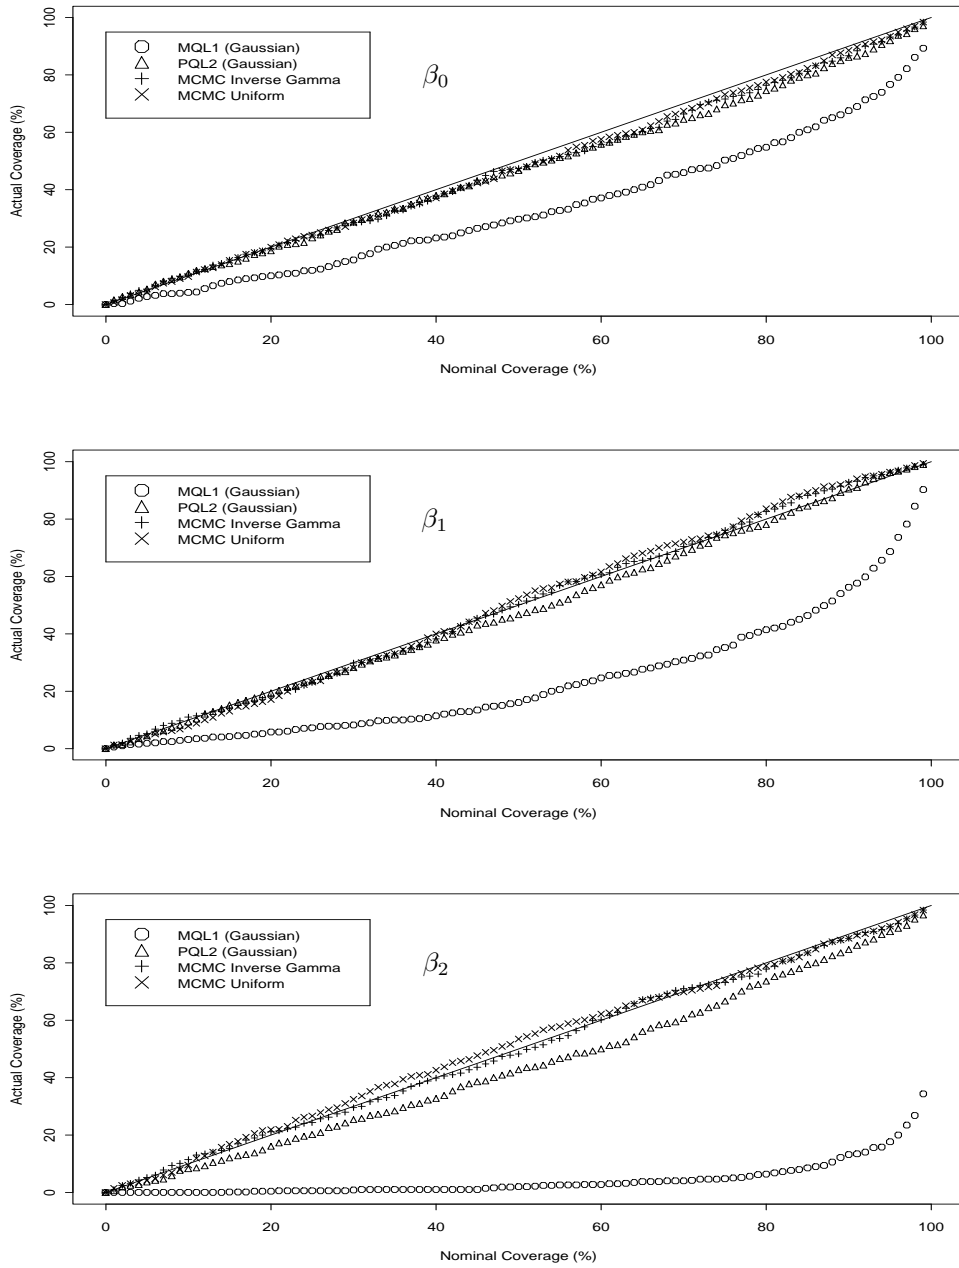 100
80
60
40
20
0
Actual Coverage (%)
MQL1 (Gaussian)
PQL2 (Gaussian)
MCMC Inverse Gamma
MCMC Uniform
β0
0 20 40 60 80 100
Nominal Coverage (%)
100
80
60
40
20
0
Actual Coverage (%)
MQL1 (Gaussian)
PQL2 (Gaussian)
MCMC Inverse Gamma
MCMC Uniform
β1
0 20 40 60 80 100
Nominal Coverage (%)
100
80
60
40
20
0
Actual Coverage (%)
MQL1 (Gaussian)
PQL2 (Gaussian)
MCMC Inverse Gamma
MCMC Uniform
β2
0 20 40 60 80 100
Nominal Coverage (%)